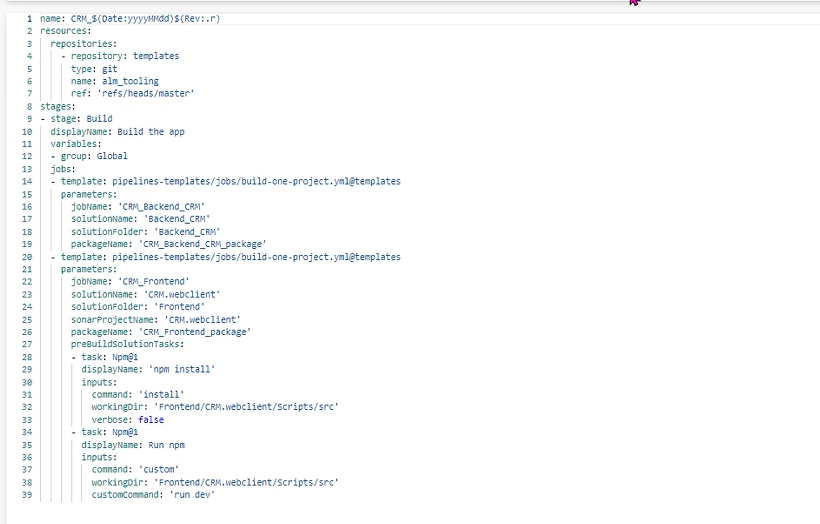 1 name: CRM_$(Date:yyyyMMdd)$(Rev:.r)
2 resources:
3 repositories:
4 - repository: templates
5 type: git
6 name: alm_tooling
7 ref: 'refs/heads/master'
8 stages:
9 - stage: Build
10 displayName: Build the app
11 variables:
12 - group: Global
13 jobs:
14 - template: pipelines-templates/jobs/build-one-project.yml@templates
15 parameters:
16 jobName: 'CRM_Backend_CRM'
17 solutionName: 'Backend_CRM'
18 solutionFolder: 'Backend_CRM'
19 packageName: 'CRM_Backend_CRM_package'
20 - template: pipelines-templates/jobs/build-one-project.yml@templates
21 parameters:
22 jobName: 'CRM_Frontend'
23 solutionName: 'CRM.webclient'
24 solutionFolder: 'Frontend'
25 sonarProjectName: 'CRM.webclient'
26 packageName: 'CRM_Frontend_package'
27 preBuildSolutionTasks:
28 - task: Npm@1
29 displayName: 'npm install'
30 inputs:
31 command: 'install'
32 workingDir: 'Frontend/CRM.webclient/Scripts/src'
33 verbose: false
34 - task: Npm@1
35 displayName: Run npm
36 inputs:
37 command: 'custom'
38 workingDir: 'Frontend/CRM.webclient/Scripts/src'
39 customCommand: 'run dev'